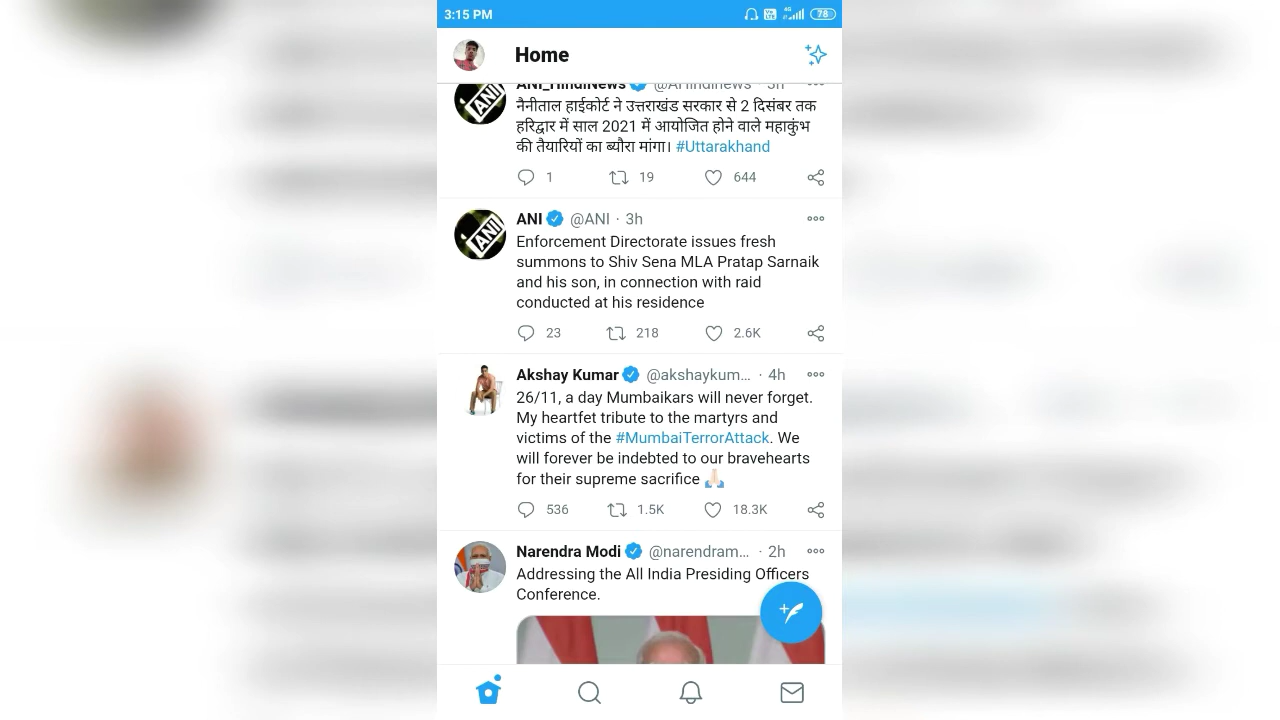 3:15 PM
78
Home
ANI_HindiNews @AHindinews · 3h
नैनीताल हाईकोर्ट ने उत्तराखंड सरकार से 2 दिसंबर तक
हरिद्वार में साल 2021 में आयोजित होने वाले महाकुंभ
की तैयारियों का ब्यौरा मांगा। #Uttarakhand
1 19 644
ANI @ANI · 3h
Enforcement Directorate issues fresh
summons to Shiv Sena MLA Pratap Sarnaik
and his son, in connection with raid
conducted at his residence
23 218 2.6K
Akshay Kumar @akshaykum... · 4h
26/11, a day Mumbaikars will never forget.
My heartfet tribute to the martyrs and
victims of the #MumbaiTerrorAttack. We
will forever be indebted to our bravehearts
for their supreme sacrifice 🙏🏻
536 1.5K 18.3K
Narendra Modi @narendram... · 2h
Addressing the All India Presiding Officers
Conference.